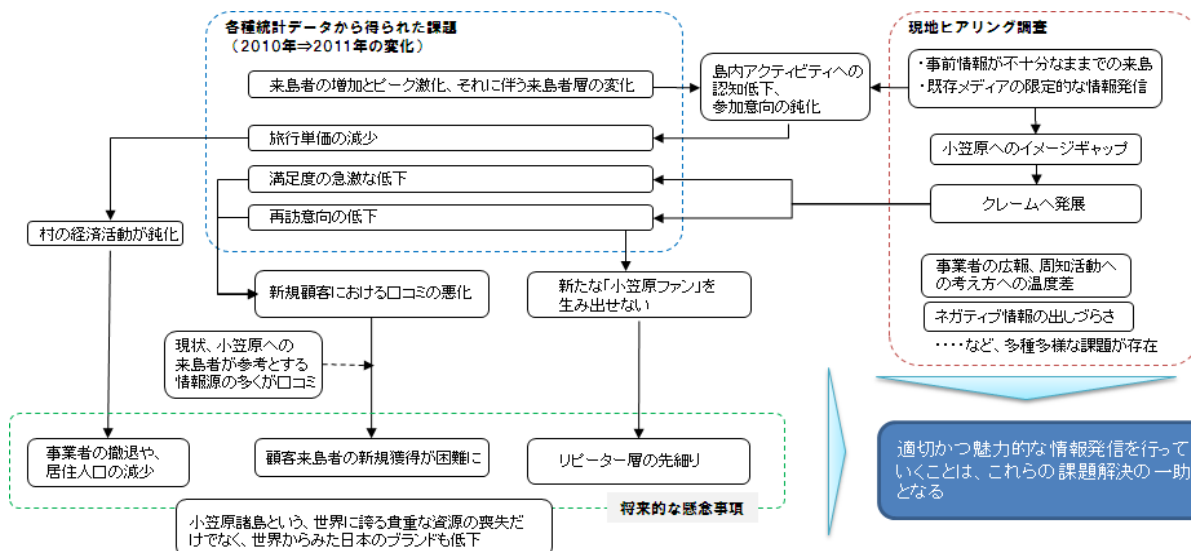 各種統計データから得られた課題
（2010年⇒2011年の変化）
来島者の増加とピーク激化、それに伴う来島者層の変化
旅行単価の減少
満足度の急激な低下
再訪意向の低下
島内アクティビティへの
認知低下、
参加意向の鈍化
現地ヒアリング調査
・事前情報が不十分なままでの来島
・既存メディアの限定的な情報発信
小笠原へのイメージギャップ
クレームへ発展
事業者の広報、周知活動へ
の考え方への温度差
ネガティブ情報の出しづらさ
・・・・など、多種多様な課題が存在
村の経済活動が鈍化
新規顧客における口コミの悪化
新たな「小笠原ファン」を
生み出せない
現状、小笠原への
来島者が参考とする
情報源の多くが口コミ
事業者の撤退や、
居住人口の減少
顧客来島者の新規獲得が困難に
リピーター層の先細り
将来的な懸念事項
小笠原諸島という、世界に誇る貴重な資源の喪失だ
けでなく、世界からみた日本のブランドも低下
適切かつ魅力的な情報発信を行って
いくことは、これらの課題解決の一助
となる